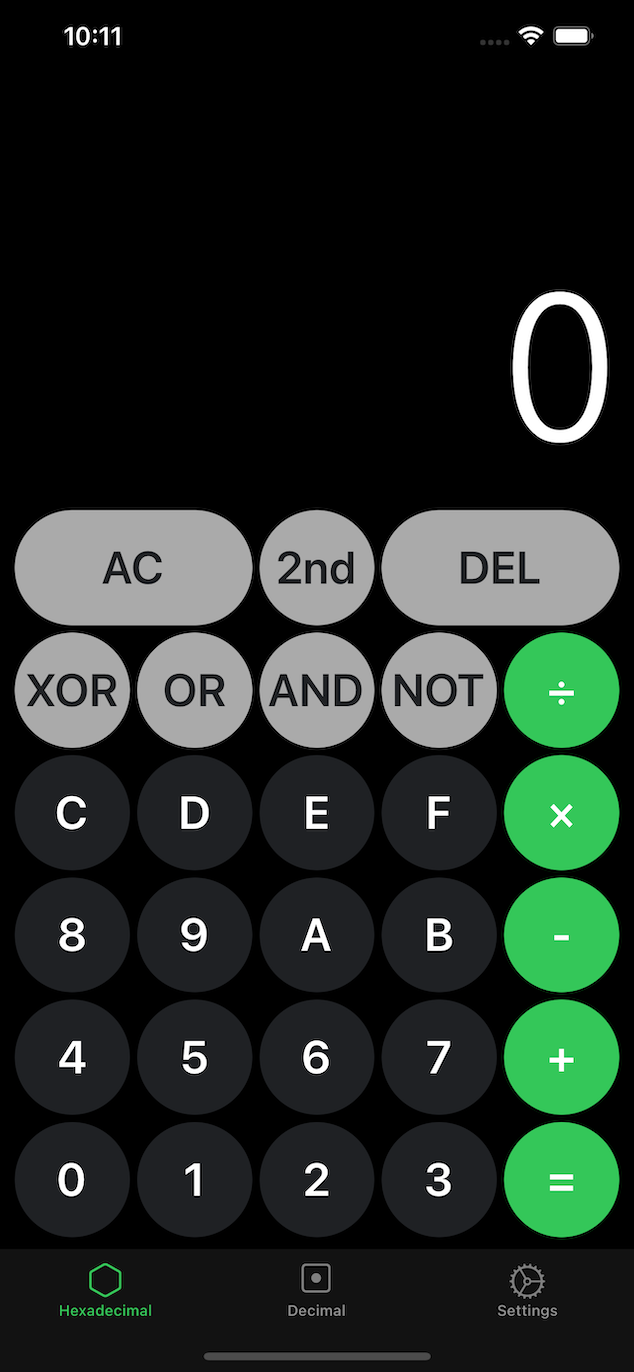 10:11
0
AC 2nd DEL
XOR OR AND NOT ÷
C D E F ×
8 9 A B -
4 5 6 7 +
0 1 2 3 =
Hexadecimal Decimal Settings